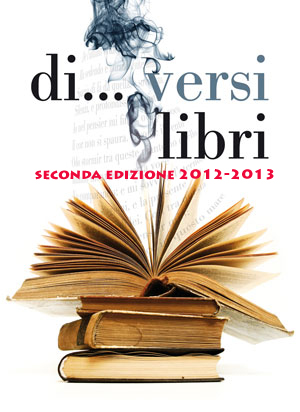 di... versi
libri
SECONDA EDIZIONE 2012-2013